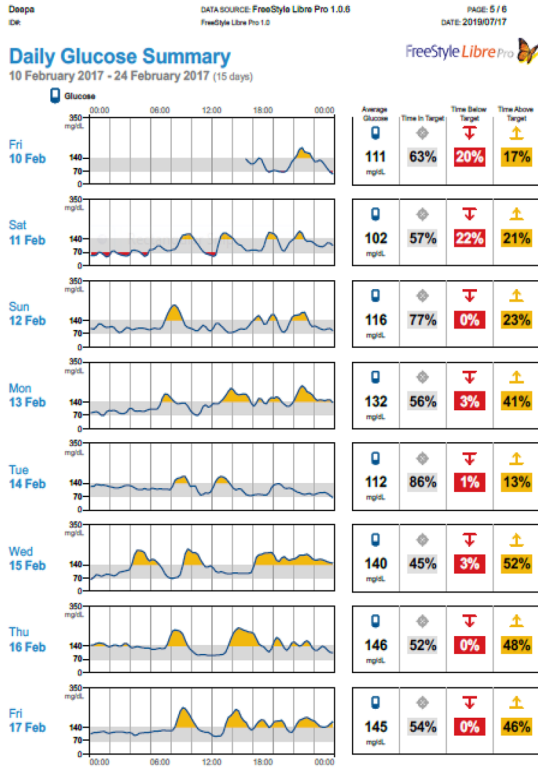 Deepa DATA SOURCE: FreeStyle Libre Pro 1.0.6 PAGE: 5 / 6
ID#: FreeStyle Libre Pro 1.0 DATE: 2019/07/17
Daily Glucose Summary FreeStyle Libre Pro
10 February 2017 - 24 February 2017 (15 days)
Glucose
00:00 06:00 12:00 18:00 00:00 Average Glucose Time In Target Time Below Target Time Above Target
Fri
10 Feb
350
mg/dL
140
70
0
111 63% 20% 17%
mg/dL
Sat
11 Feb
350
mg/dL
140
70
0
102 57% 22% 21%
mg/dL
Sun
12 Feb
350
mg/dL
140
70
0
116 77% 0% 23%
mg/dL
Mon
13 Feb
350
mg/dL
140
70
0
132 56% 3% 41%
mg/dL
Tue
14 Feb
350
mg/dL
140
70
0
112 86% 1% 13%
mg/dL
Wed
15 Feb
350
mg/dL
140
70
0
140 45% 3% 52%
mg/dL
Thu
16 Feb
350
mg/dL
140
70
0
146 52% 0% 48%
mg/dL
Fri
17 Feb
350
mg/dL
140
70
0
145 54% 0% 46%
mg/dL
00:00 06:00 12:00 18:00 00:00